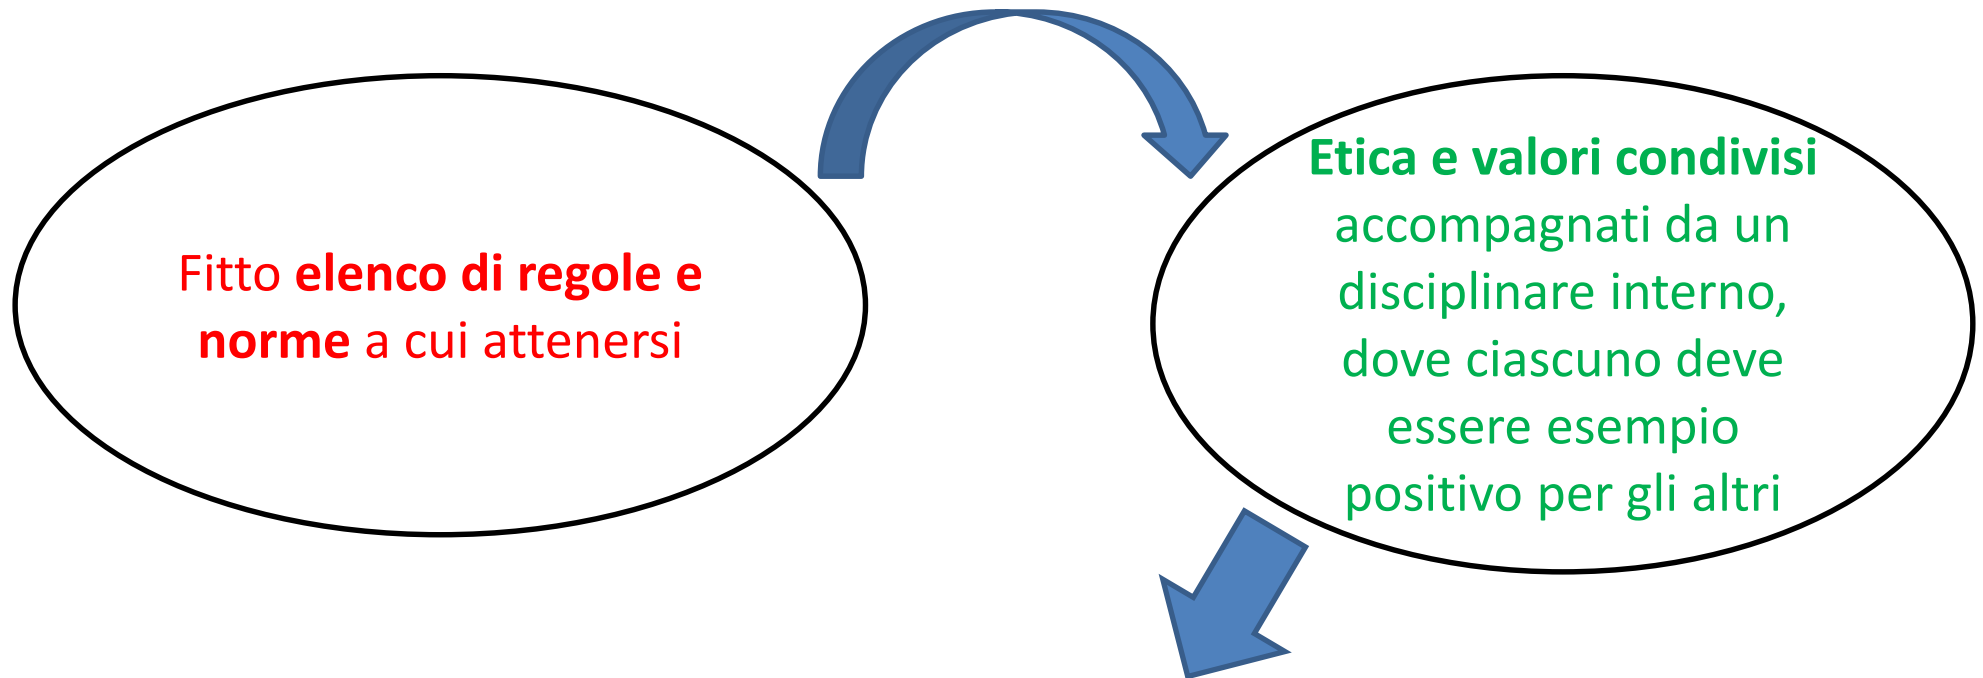 Fitto elenco di regole e
norme a cui attenersi
Etica e valori condivisi
accompagnati da un
disciplinare interno,
dove ciascuno deve
essere esempio
positivo per gli altri